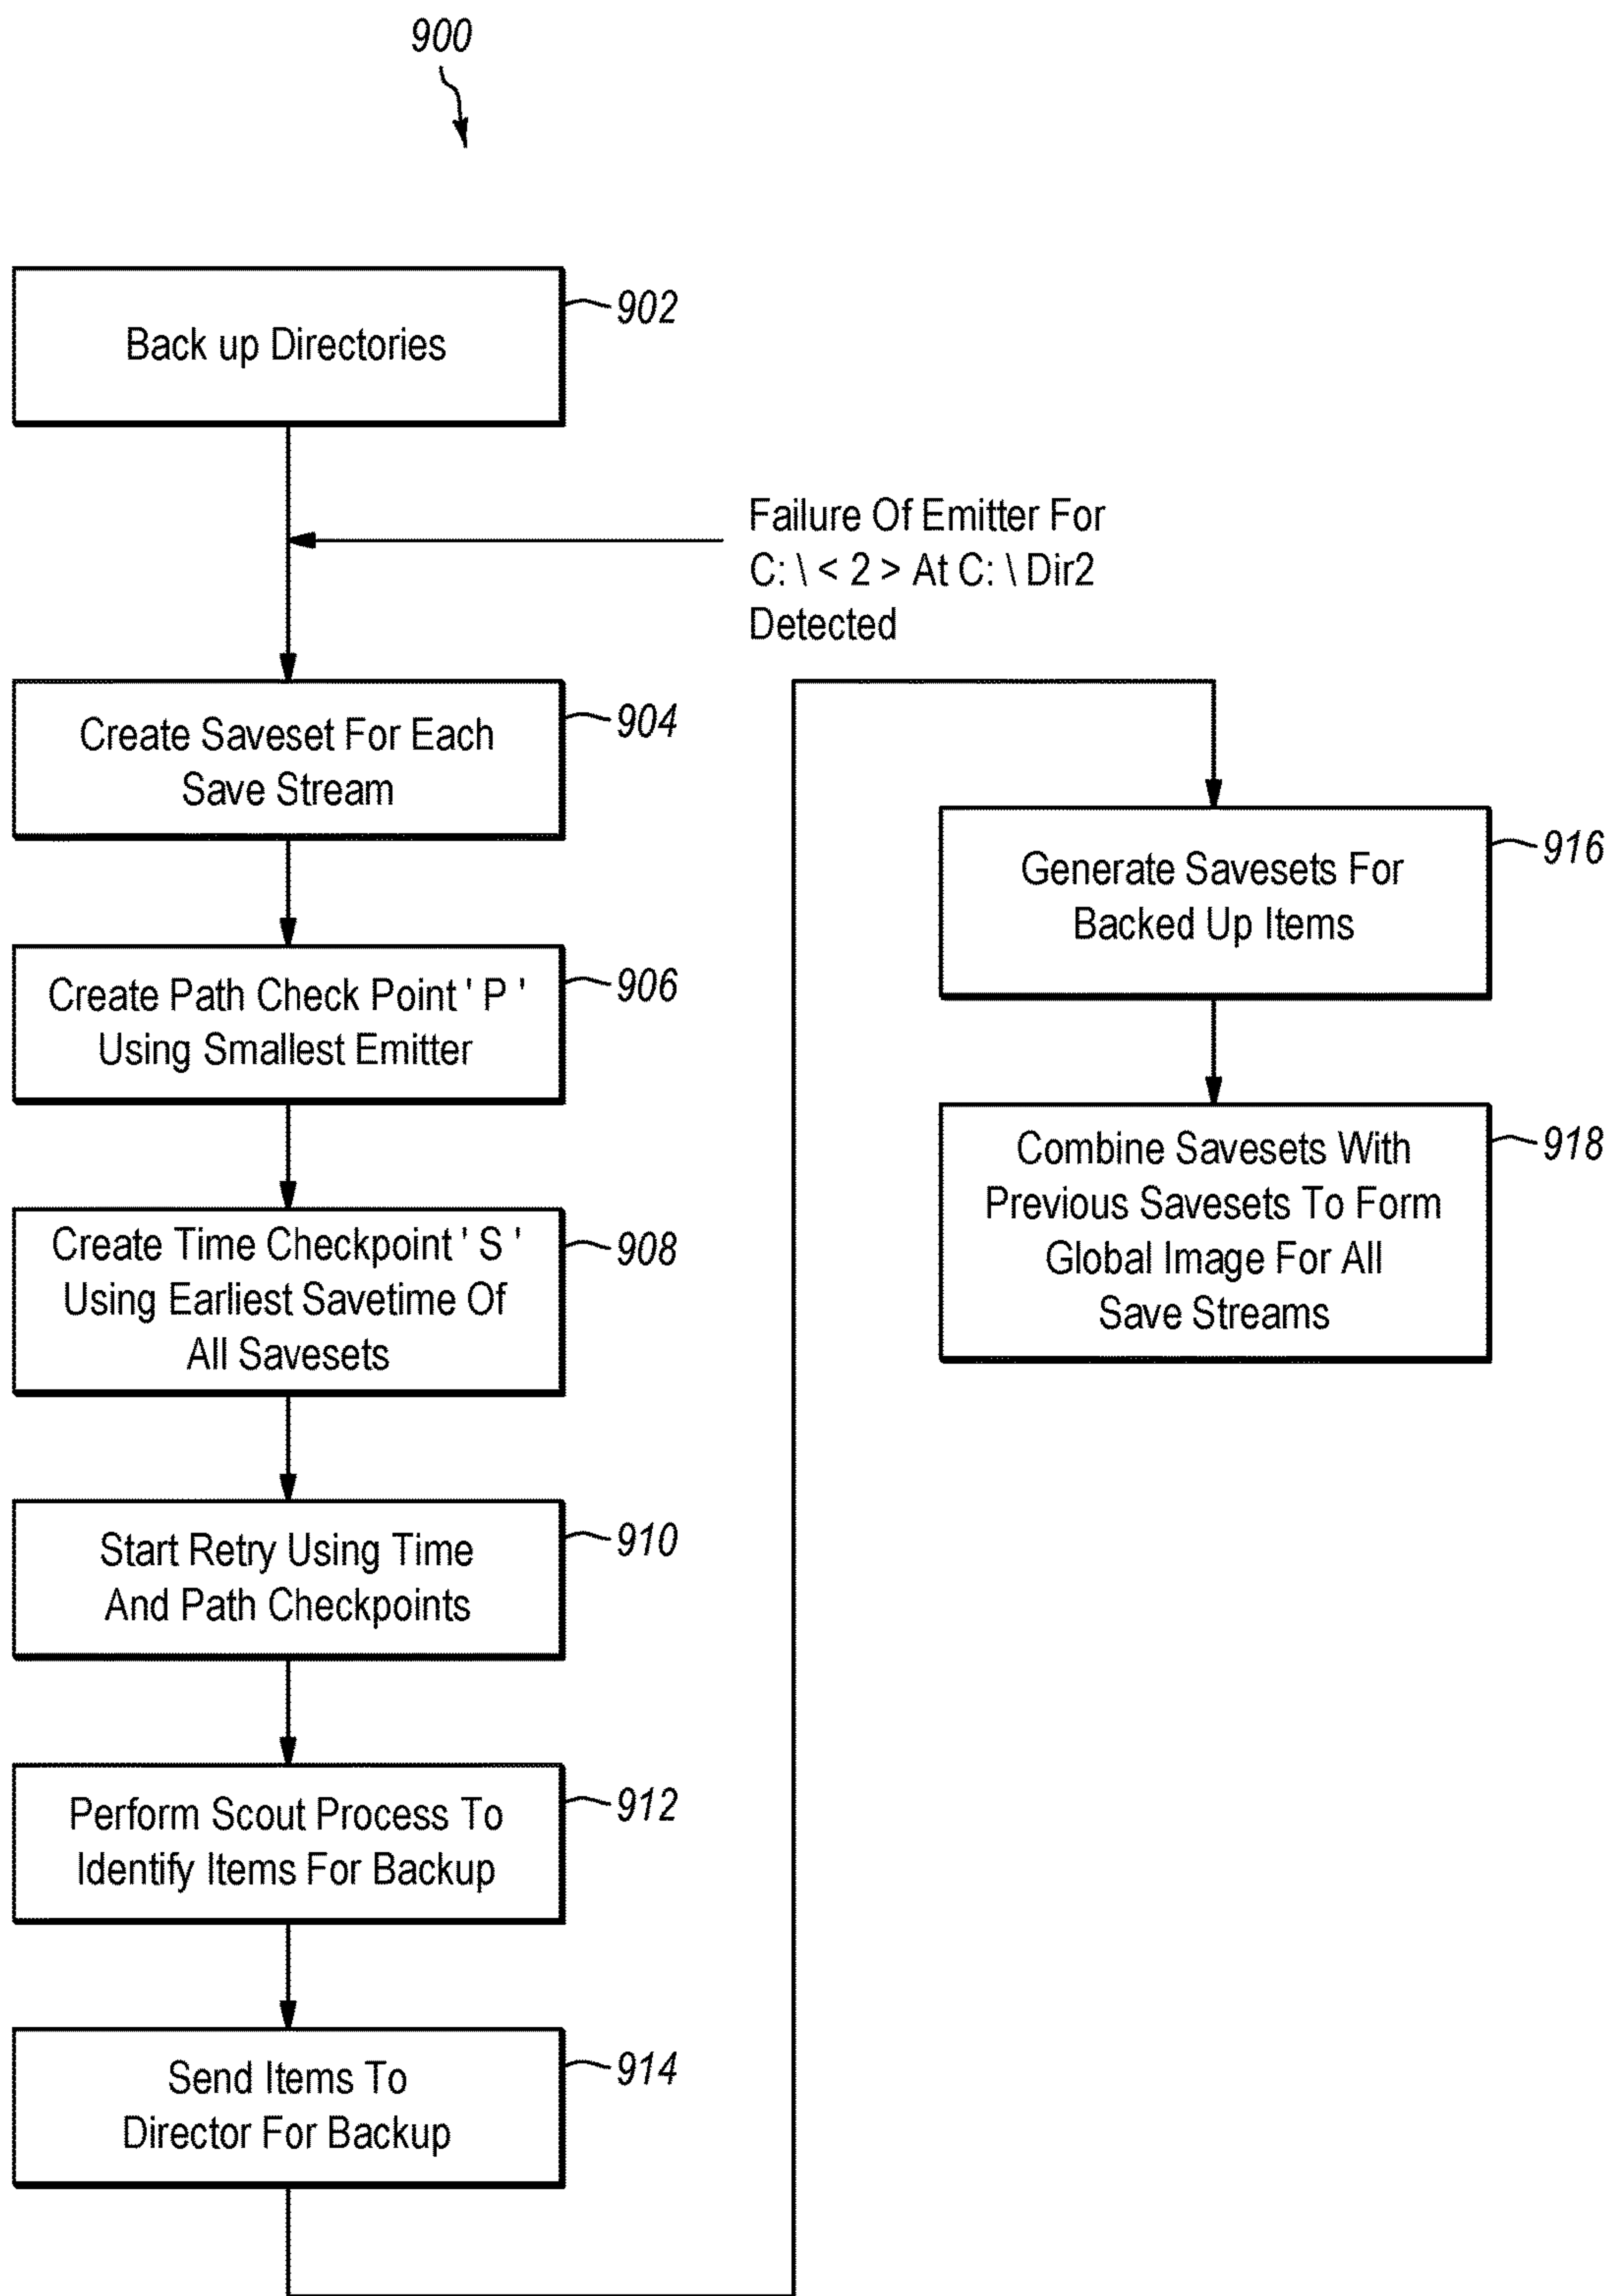 900
Back up Directories
902
Failure Of Emitter For
C: \ < 2 > At C: \ Dir2
Detected
Create Saveset For Each
Save Stream
904
Create Path Check Point ' P '
Using Smallest Emitter
906
Create Time Checkpoint ' S '
Using Earliest Savetime Of
All Savesets
908
Start Retry Using Time
And Path Checkpoints
910
Perform Scout Process To
Identify Items For Backup
912
Send Items To
Director For Backup
914
Generate Savesets For
Backed Up Items
916
Combine Savesets With
Previous Savesets To Form
Global Image For All
Save Streams
918